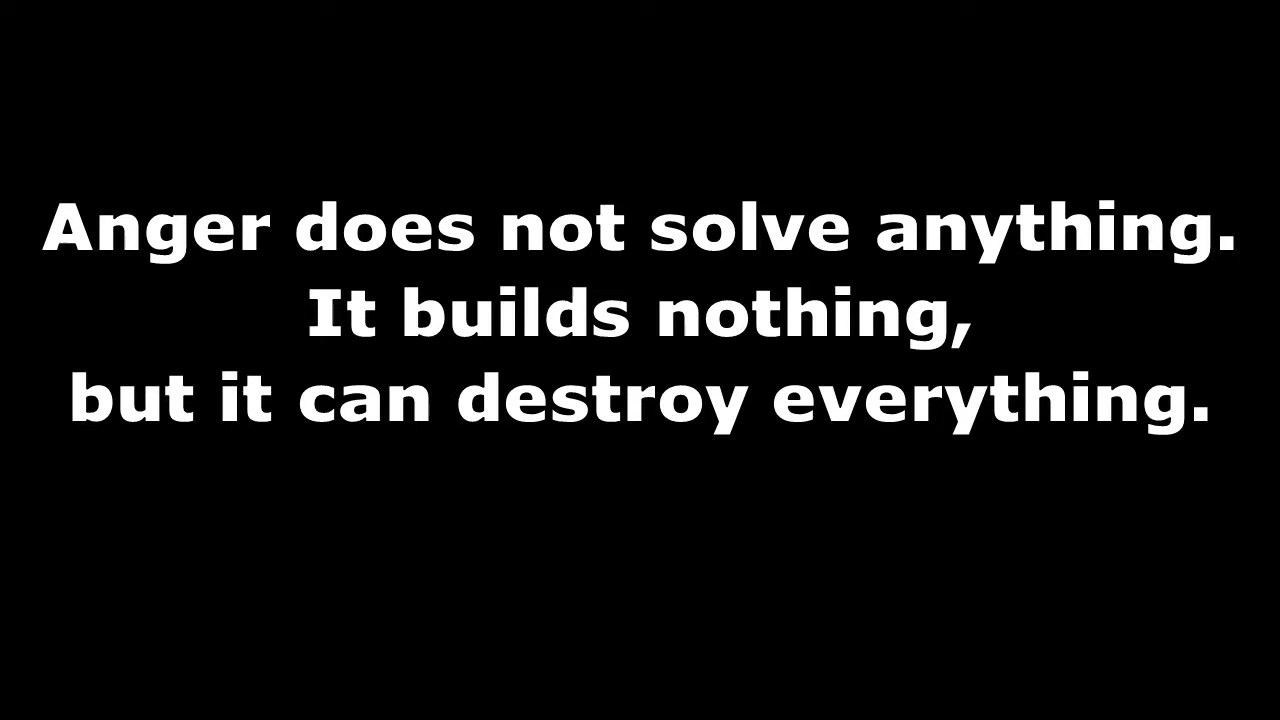 Anger does not solve anything.
It builds nothing,
but it can destroy everything.